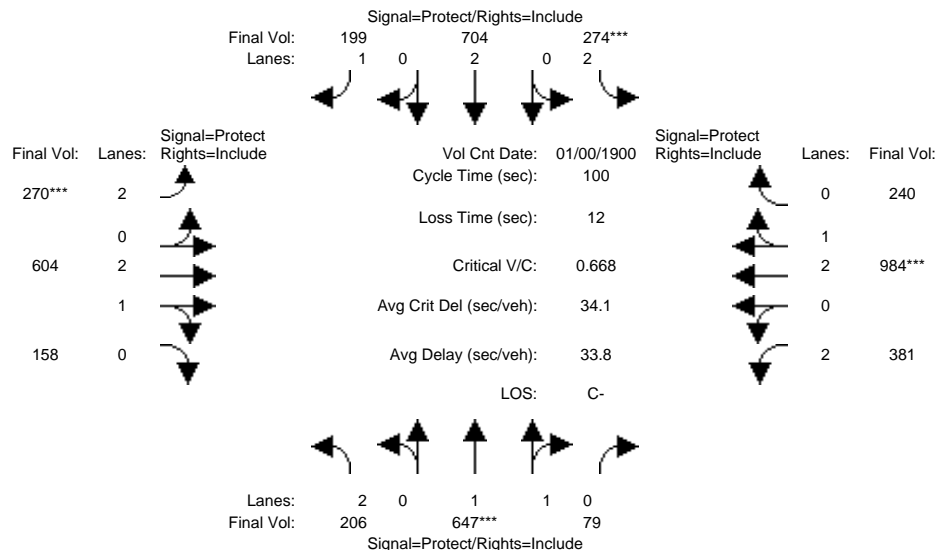 Signal=Protect/Rights=Include
Final Vol: 199 704 274***
Lanes: 1 0 2 0 2
Signal=Protect Signal=Protect
Final Vol: Lanes: Rights=Include Vol Cnt Date: 01/00/1900 Rights=Include Lanes: Final Vol:
Cycle Time (sec): 100
270*** 2 0 240
Loss Time (sec): 12
0 1
604 2 Critical V/C: 0.668 2 984***
1 Avg Crit Del (sec/veh): 34.1 0
158 0 Avg Delay (sec/veh): 33.8 2 381
LOS: C-
Lanes: 2 0 1 1 0
Final Vol: 206 647*** 79
Signal=Protect/Rights=Include